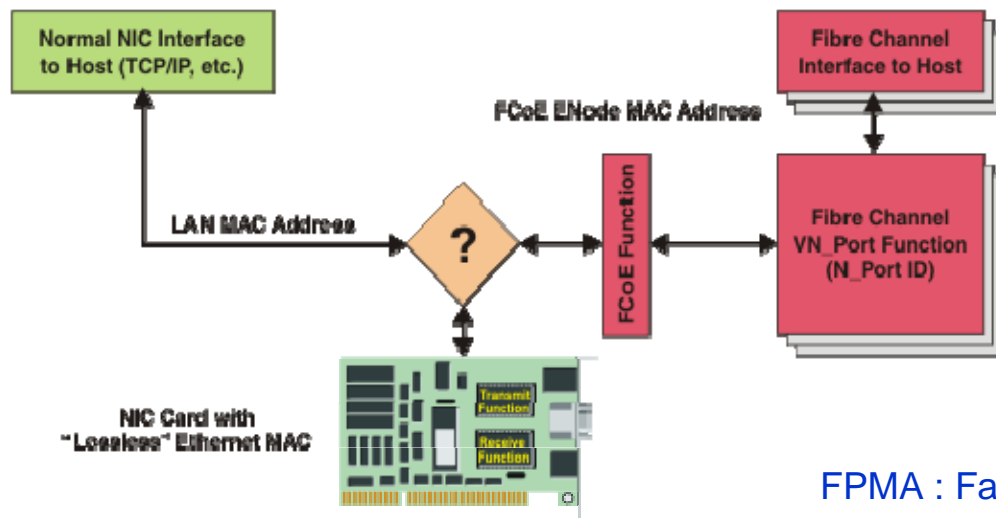 Normal NIC Interface
to Host (TCP/IP, etc.)
Fibre Channel
Interface to Host
FCoE ENode MAC Address
LAN MAC Address
?
FCoE Function
Fibre Channel
VN_Port Function
(N_Port ID)
NIC Card with
"Lossless" Ethernet MAC
Transmit
Function
Receive
Function
FPMA : Fa